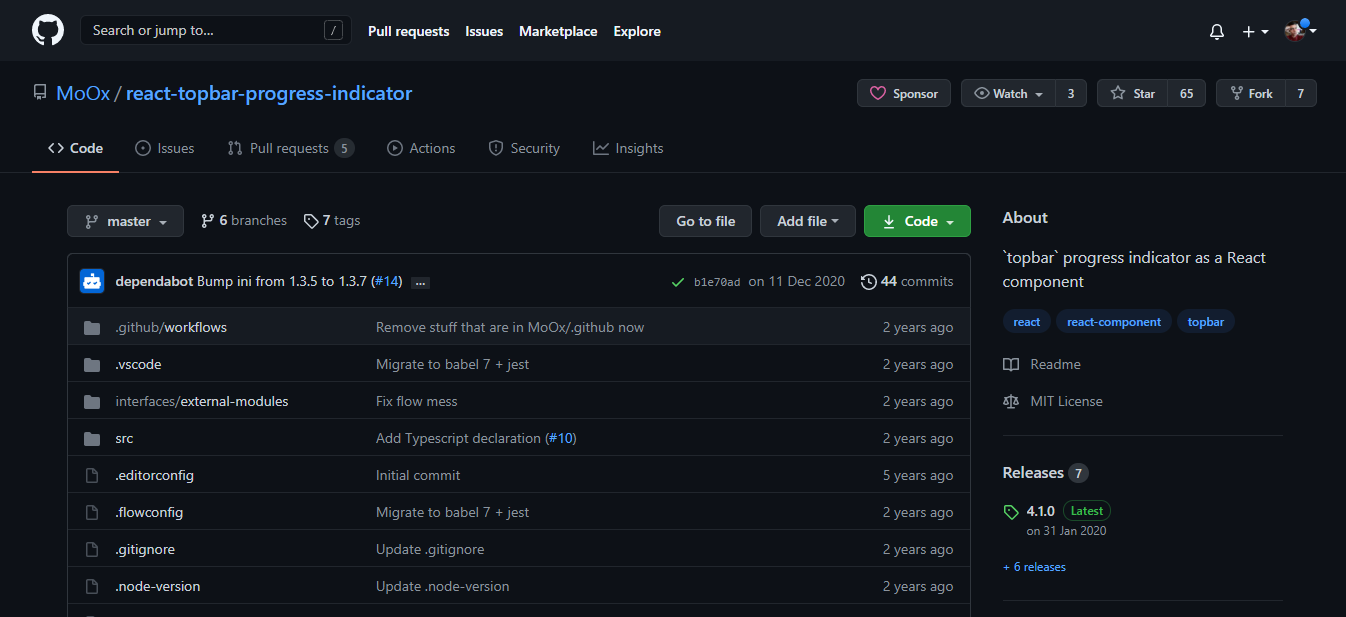 Search or jump to... /
Pull requests Issues Marketplace Explore
MoOx / react-topbar-progress-indicator
Sponsor Watch 3 Star 65 Fork 7
Code Issues Pull requests 5 Actions Security Insights
master 6 branches 7 tags Go to file Add file Code
dependabot Bump ini from 1.3.5 to 1.3.7 (#14) ... b1e70ad on 11 Dec 2020 44 commits
.github/workflows Remove stuff that are in MoOx/.github now 2 years ago
.vscode Migrate to babel 7 + jest 2 years ago
interfaces/external-modules Fix flow mess 2 years ago
src Add Typescript declaration (#10) 2 years ago
.editorconfig Initial commit 5 years ago
.flowconfig Migrate to babel 7 + jest 2 years ago
.gitignore Update .gitignore 2 years ago
.node-version Update .node-version 2 years ago
About
`topbar` progress indicator as a React
component
react react-component topbar
Readme
MIT License
Releases 7
4.1.0 Latest
on 31 Jan 2020
+ 6 releases